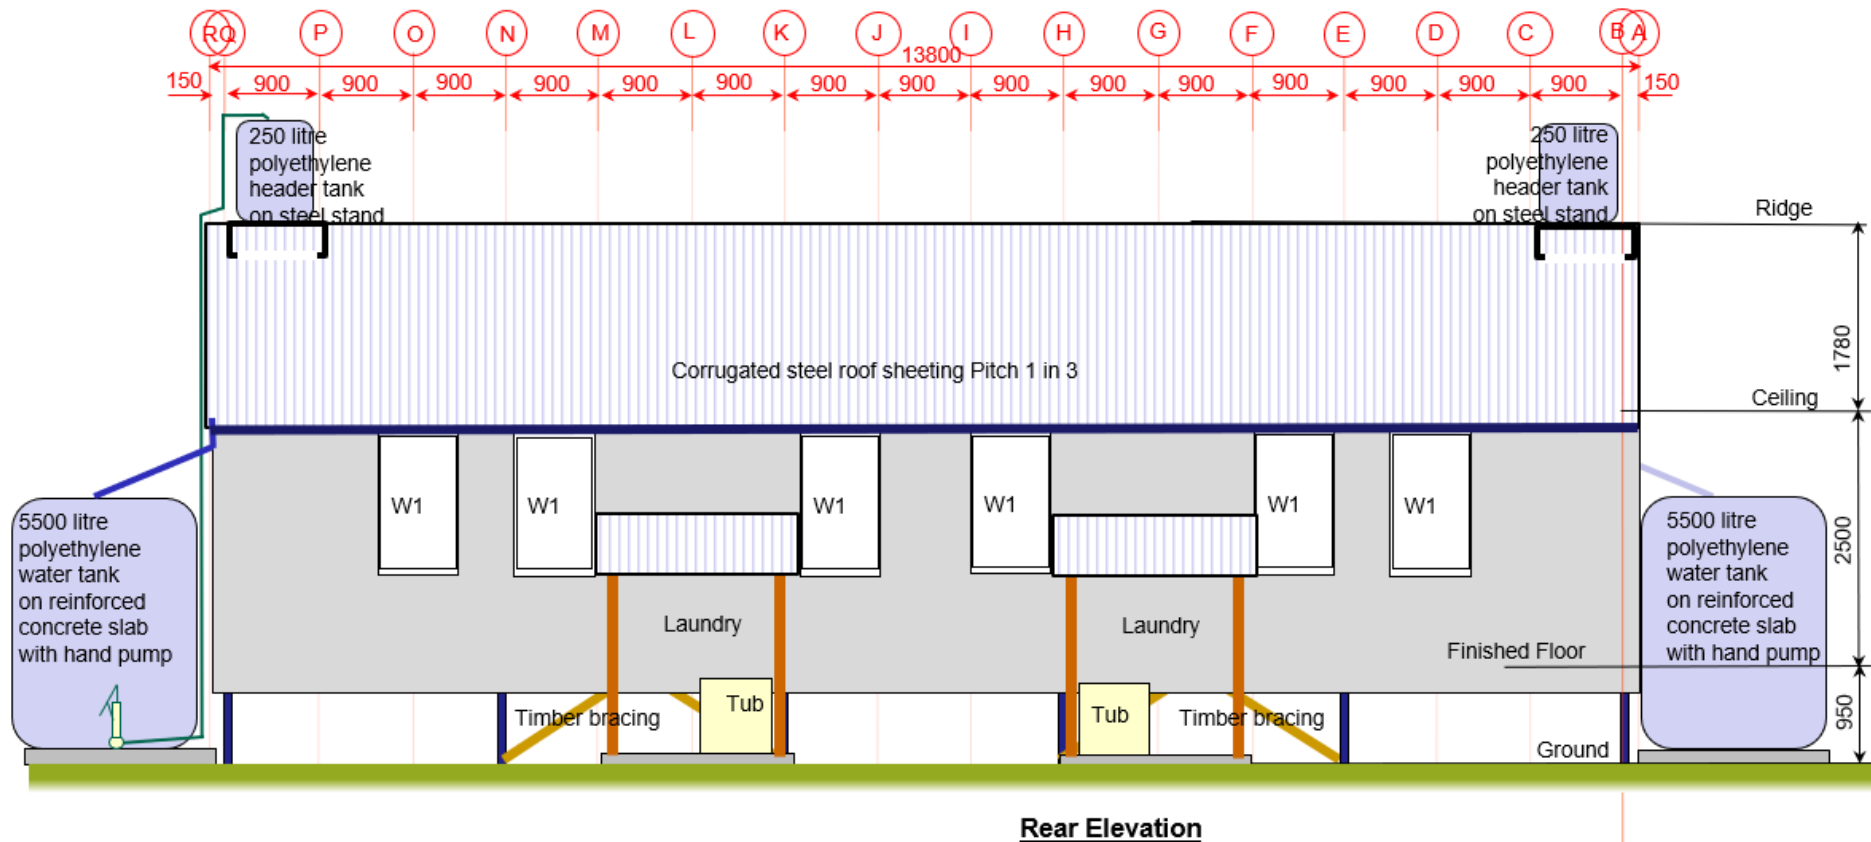 R Q P O N M L K J I H G F E D C B A
13800
150 900 900 900 900 900 900 900 900 900 900 900 900 900 900 900 150
250 litre
polyethylene
header tank
on steel stand
250 litre
polyethylene
header tank
on steel stand
Ridge
1780
Corrugated steel roof sheeting Pitch 1 in 3
Ceiling
W1 W1 W1 W1 W1 W1
5500 litre
polyethylene
water tank
on reinforced
concrete slab
with hand pump
5500 litre
polyethylene
water tank
on reinforced
concrete slab
with hand pump
2500
Laundry Laundry
Finished Floor
Tub Tub
Timber bracing Timber bracing
950
Ground
Rear Elevation